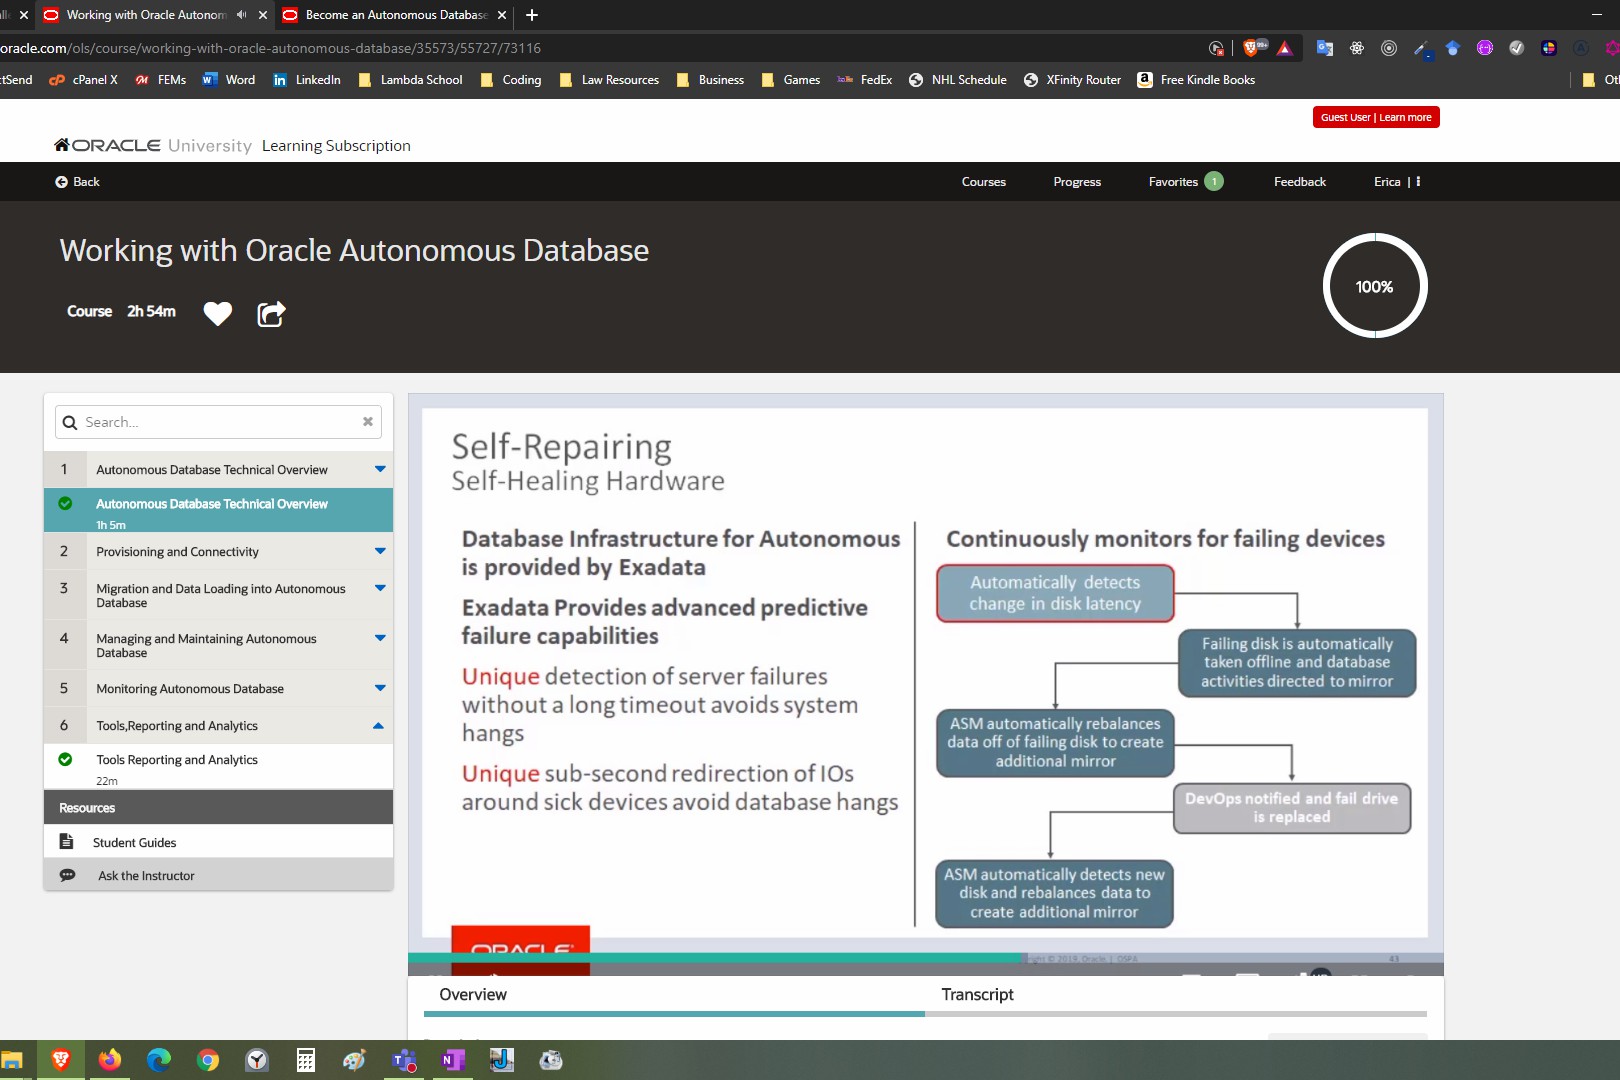 Working with Oracle Autonom
Become an Autonomous Database
oracle.com/ols/course/working-with-oracle-autonomous-database/35573/55727/73116
99+
ctSend
cPanel X
FEMs
Word
LinkedIn
Lambda School
Coding
Law Resources
Business
Games
FedEx
NHL Schedule
XFinity Router
Free Kindle Books
Guest User | Learn more
ORACLE University Learning Subscription
Back
Courses
Progress
Favorites 1
Feedback
Erica |
Working with Oracle Autonomous Database
Course 2h 54m
100%
Search...
1 Autonomous Database Technical Overview
Autonomous Database Technical Overview
1h 5m
2 Provisioning and Connectivity
3 Migration and Data Loading into Autonomous
Database
4 Managing and Maintaining Autonomous
Database
5 Monitoring Autonomous Database
6 Tools,Reporting and Analytics
Tools Reporting and Analytics
22m
Resources
Student Guides
Ask the Instructor
Self-Repairing
Self-Healing Hardware
Database Infrastructure for Autonomous
is provided by Exadata
Exadata Provides advanced predictive
failure capabilities
Unique detection of server failures
without a long timeout avoids system
hangs
Unique sub-second redirection of IOs
around sick devices avoid database hangs
Continuously monitors for failing devices
Automatically detects
change in disk latency
Failing disk is automatically
taken offline and database
activities directed to mirror
ASM automatically rebalances
data off of failing disk to create
additional mirror
DevOps notified and fail drive
is replaced
ASM automatically detects new
disk and rebalances data to
create additional mirror
ORACLE
right © 2019, Oracle. | OSPA
43
Overview
Transcript